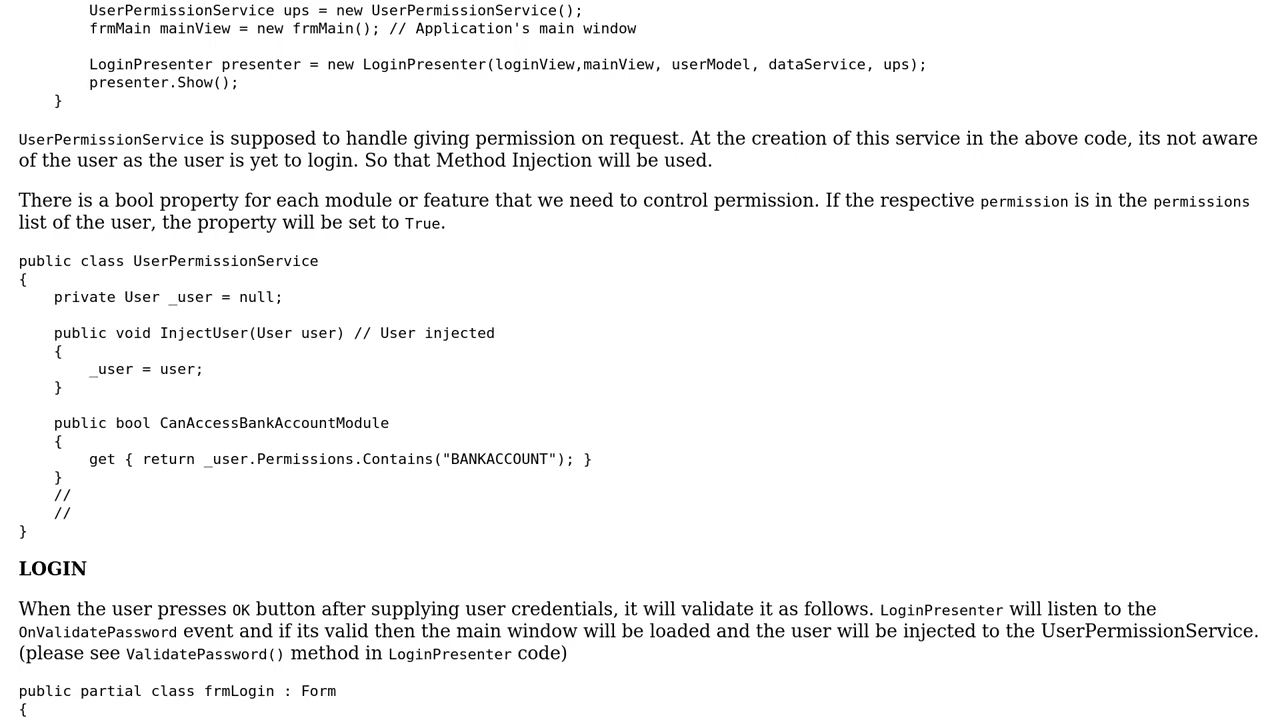 UserPermissionService ups = new UserPermissionService();
        frmMain mainView = new frmMain(); // Application's main window

        LoginPresenter presenter = new LoginPresenter(loginView,mainView, userModel, dataService, ups);
        presenter.Show();
    }

UserPermissionService is supposed to handle giving permission on request. At the creation of this service in the above code, its not aware
of the user as the user is yet to login. So that Method Injection will be used.

There is a bool property for each module or feature that we need to control permission. If the respective permission is in the permissions
list of the user, the property will be set to True.

public class UserPermissionService
{
    private User _user = null;

    public void InjectUser(User user) // User injected
    {
        _user = user;
    }

    public bool CanAccessBankAccountModule
    {
        get { return _user.Permissions.Contains("BANKACCOUNT"); }
    }
    //
    //
}

LOGIN

When the user presses OK button after supplying user credentials, it will validate it as follows. LoginPresenter will listen to the
OnValidatePassword event and if its valid then the main window will be loaded and the user will be injected to the UserPermissionService.
(please see ValidatePassword() method in LoginPresenter code)

public partial class frmLogin : Form
{